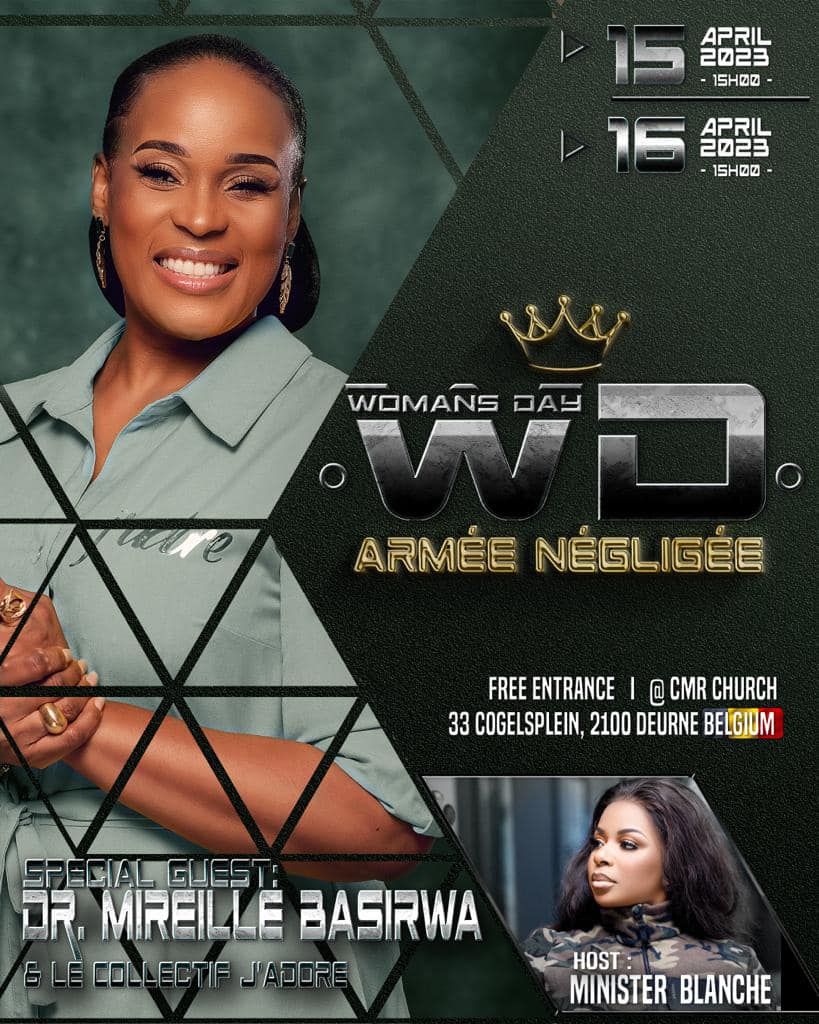 15 APRIL
2023
- 15H00 -
16 APRIL
2023
- 15H00 -
WOMANS DAY
WD
ARMÉE NÉGLIGÉE
FREE ENTRANCE I @ CMR CHURCH
33 COGELSPLEIN, 2100 DEURNE BELGIUM
j'adore
SPECIAL GUEST:
DR. MIREILLE BASIRWA
& LE COLLECTIF J'ADORE
HOST :
MINISTER BLANCHE